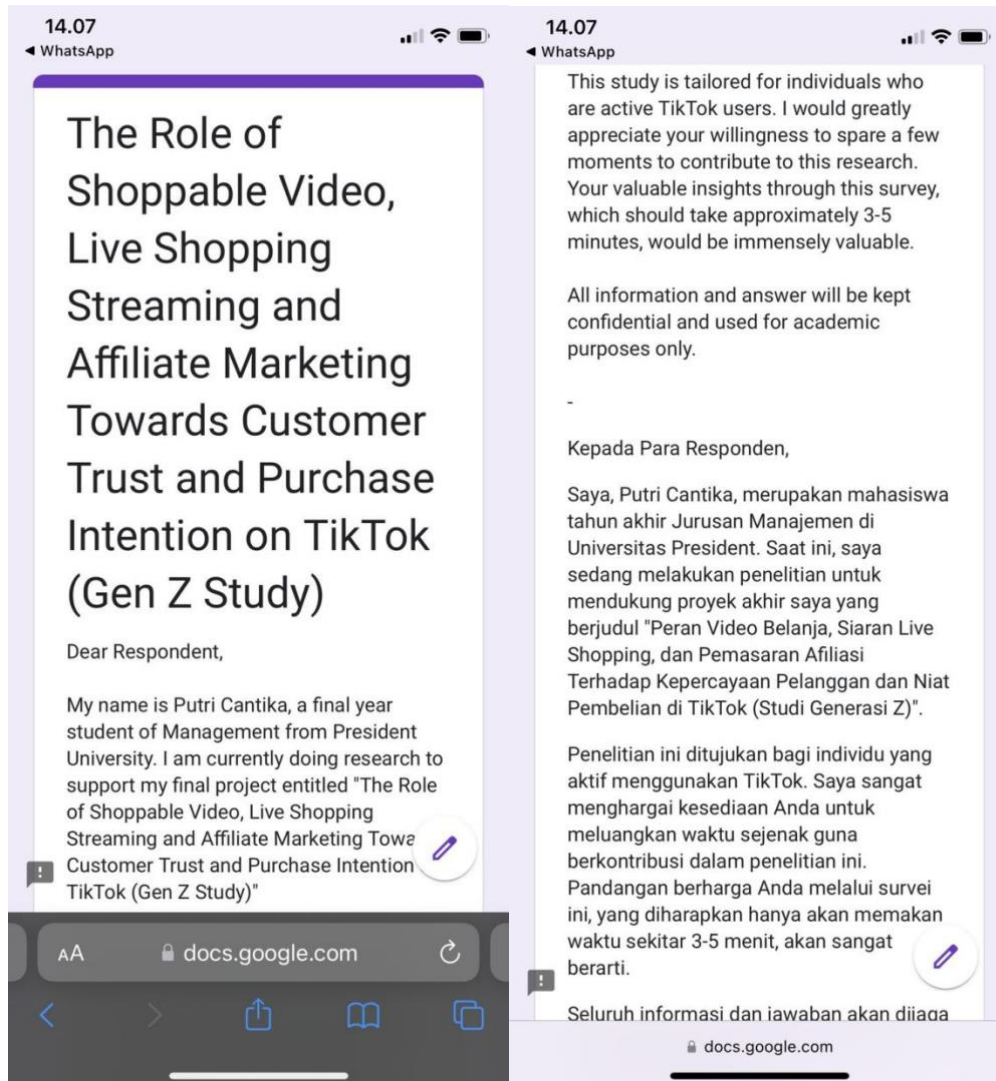 14.07
◀ WhatsApp
The Role of
Shoppable Video,
Live Shopping
Streaming and
Affiliate Marketing
Towards Customer
Trust and Purchase
Intention on TikTok
(Gen Z Study)
Dear Respondent,
My name is Putri Cantika, a final year
student of Management from President
University. I am currently doing research to
support my final project entitled "The Role
of Shoppable Video, Live Shopping
Streaming and Affiliate Marketing Towa
Customer Trust and Purchase Intention
TikTok (Gen Z Study)"
AA docs.google.com
14.07
◀ WhatsApp
This study is tailored for individuals who
are active TikTok users. I would greatly
appreciate your willingness to spare a few
moments to contribute to this research.
Your valuable insights through this survey,
which should take approximately 3-5
minutes, would be immensely valuable.
All information and answer will be kept
confidential and used for academic
purposes only.
-
Kepada Para Responden,
Saya, Putri Cantika, merupakan mahasiswa
tahun akhir Jurusan Manajemen di
Universitas President. Saat ini, saya
sedang melakukan penelitian untuk
mendukung proyek akhir saya yang
berjudul "Peran Video Belanja, Siaran Live
Shopping, dan Pemasaran Afiliasi
Terhadap Kepercayaan Pelanggan dan Niat
Pembelian di TikTok (Studi Generasi Z)".
Penelitian ini ditujukan bagi individu yang
aktif menggunakan TikTok. Saya sangat
menghargai kesediaan Anda untuk
meluangkan waktu sejenak guna
berkontribusi dalam penelitian ini.
Pandangan berharga Anda melalui survei
ini, yang diharapkan hanya akan memakan
waktu sekitar 3-5 menit, akan sangat
berarti.
Seluruh informasi dan jawaban akan dijaga
docs.google.com